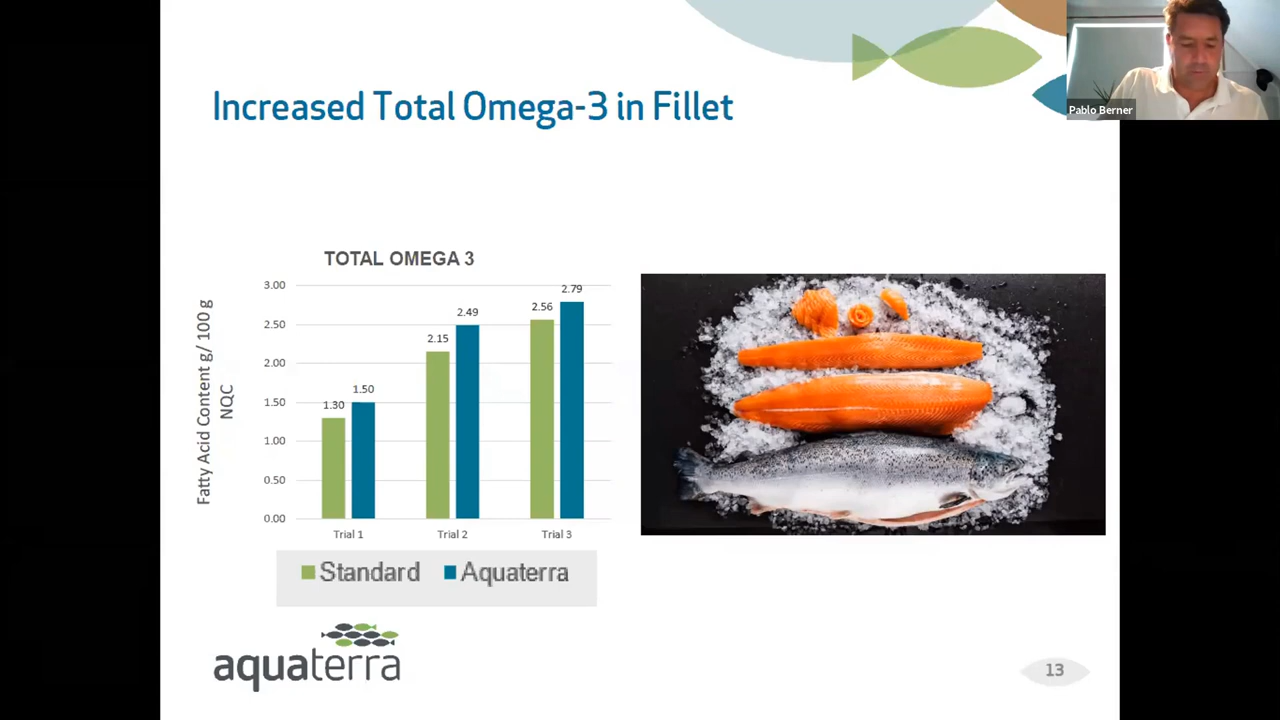 Pablo Berner
Increased Total Omega-3 in Fillet
TOTAL OMEGA 3
Fatty Acid Content g/ 100 g
NQC
3.00
2.50
2.00
1.50
1.00
0.50
0.00
1.30
1.50
2.15
2.49
2.56
2.79
Trial 1
Trial 2
Trial 3
Standard
Aquaterra
aquaterra
13